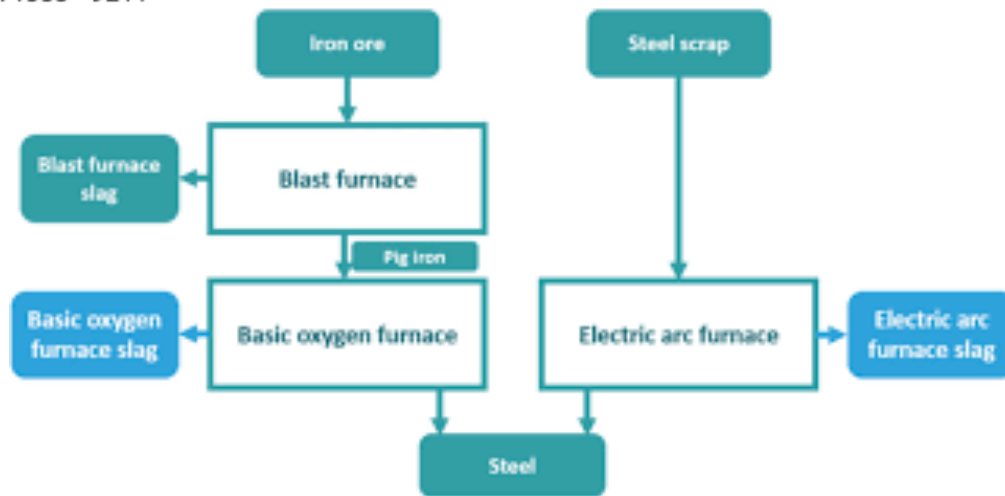 Iron ore
Steel scrap
Blast furnace
slag
Blast furnace
Pig iron
Basic oxygen
furnace slag
Basic oxygen furnace
Electric arc furnace
Electric arc
furnace slag
Steel